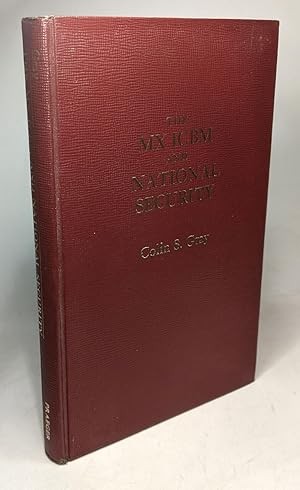 THE
MX ICBM
AND
NATIONAL
SECURITY
Colin S. Gray
PRAEGER